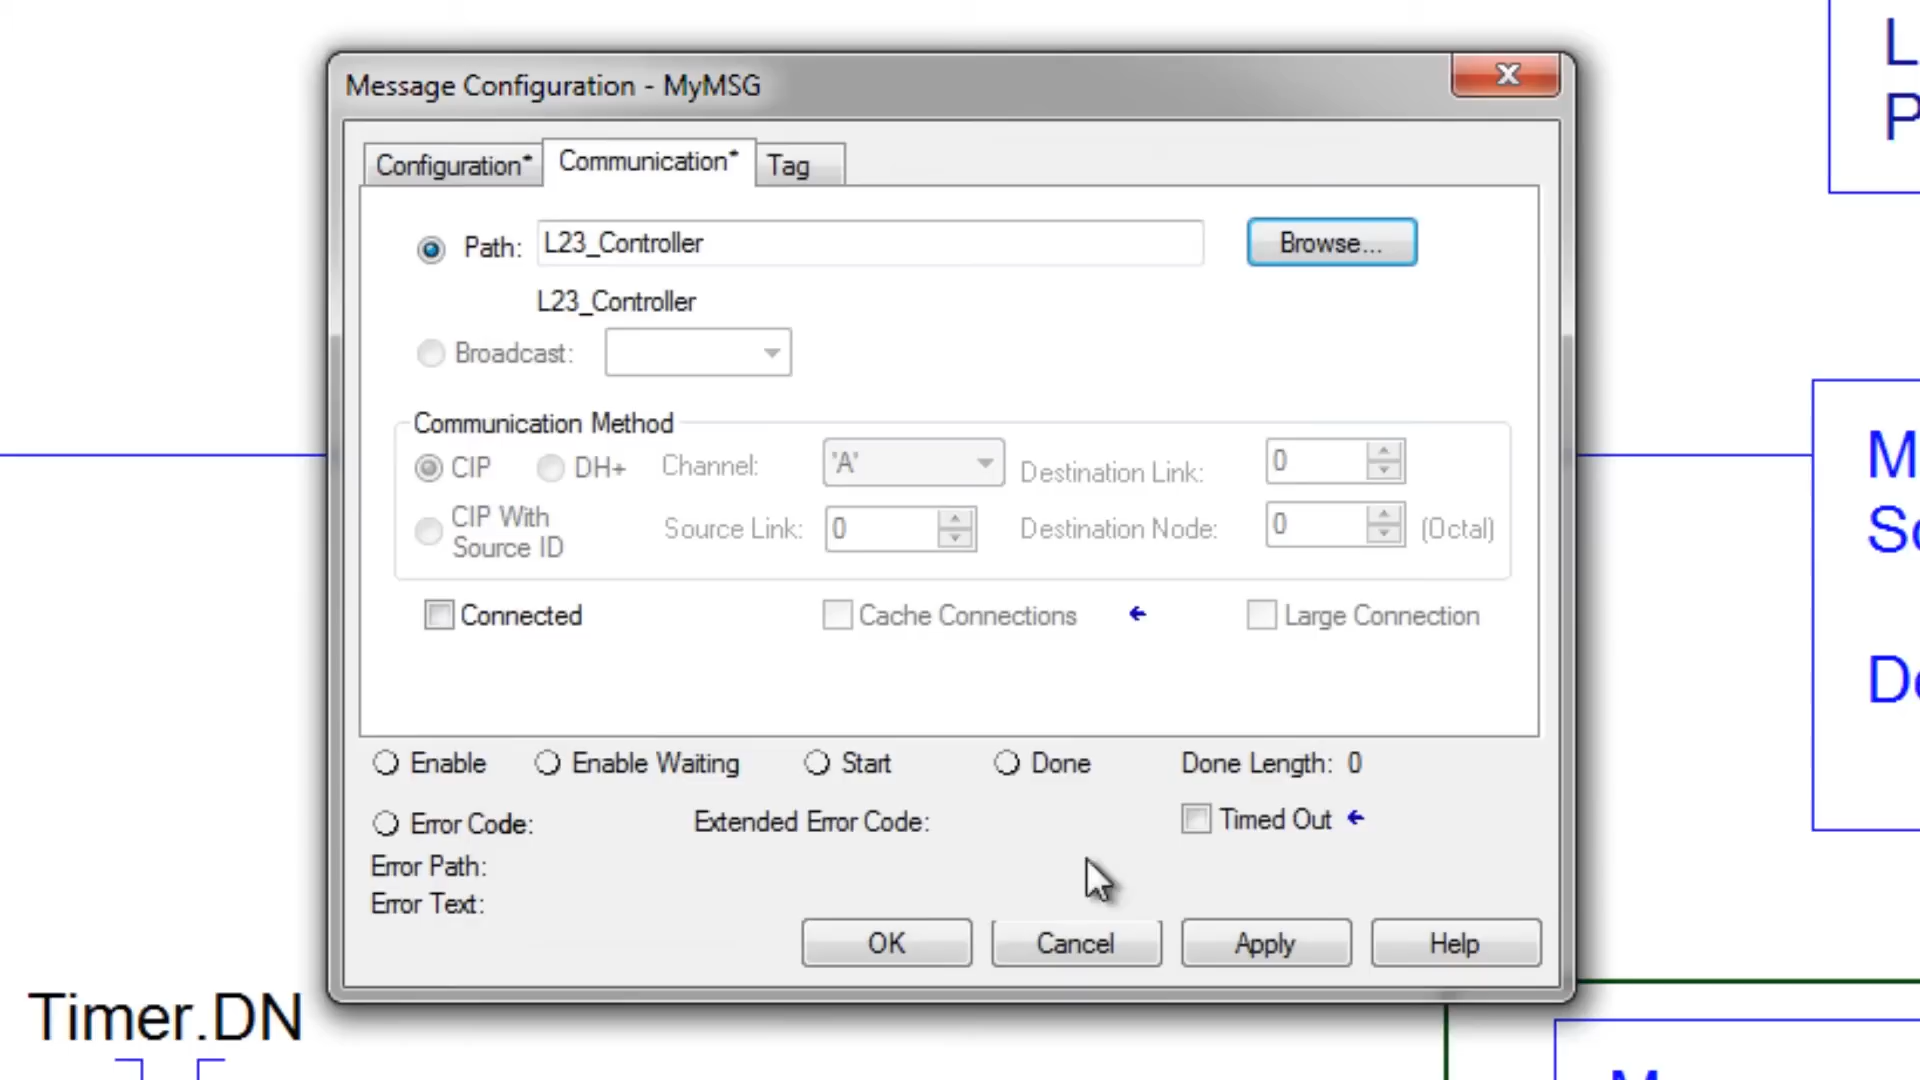 Message Configuration - MyMSG
L
P
Configuration* Communication* Tag
Path: L23_Controller Browse...
L23_Controller
Broadcast:
Communication Method
CIP DH+ Channel: 'A' Destination Link: 0
CIP With Source ID Source Link: 0 Destination Node: 0 (Octal)
Connected Cache Connections Large Connection
M
So
De
Enable Enable Waiting Start Done Done Length: 0
Error Code: Extended Error Code: Timed Out
Error Path:
Error Text:
OK Cancel Apply Help
Timer.DN